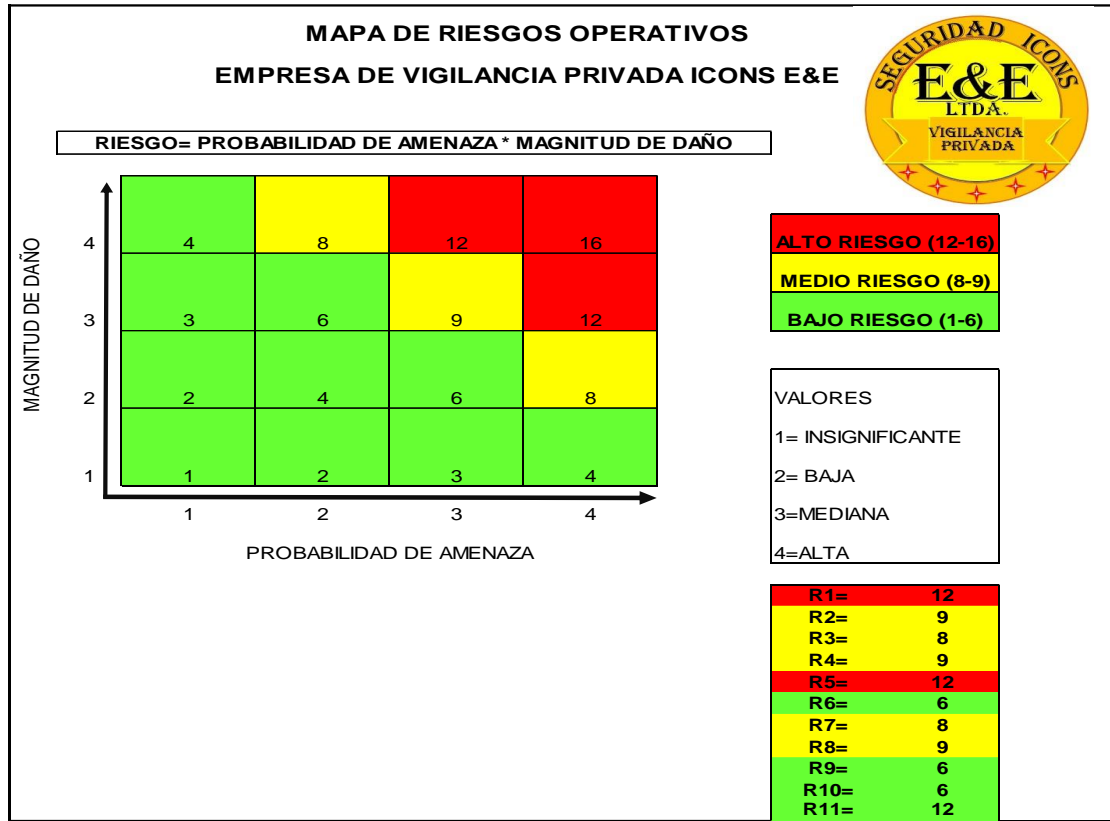 MAPA DE RIESGOS OPERATIVOS
EMPRESA DE VIGILANCIA PRIVADA ICONS E&E
SEGURIDAD ICONS
E&E
LTDA.
VIGILANCIA
PRIVADA
RIESGO= PROBABILIDAD DE AMENAZA * MAGNITUD DE DAÑO
MAGNITUD DE DAÑO
4 4 8 12 16
3 3 6 9 12
2 2 4 6 8
1 1 2 3 4
1 2 3 4
PROBABILIDAD DE AMENAZA
ALTO RIESGO (12-16)
MEDIO RIESGO (8-9)
BAJO RIESGO (1-6)
VALORES
1= INSIGNIFICANTE
2= BAJA
3=MEDIANA
4=ALTA
R1= 12
R2= 9
R3= 8
R4= 9
R5= 12
R6= 6
R7= 8
R8= 9
R9= 6
R10= 6
R11= 12